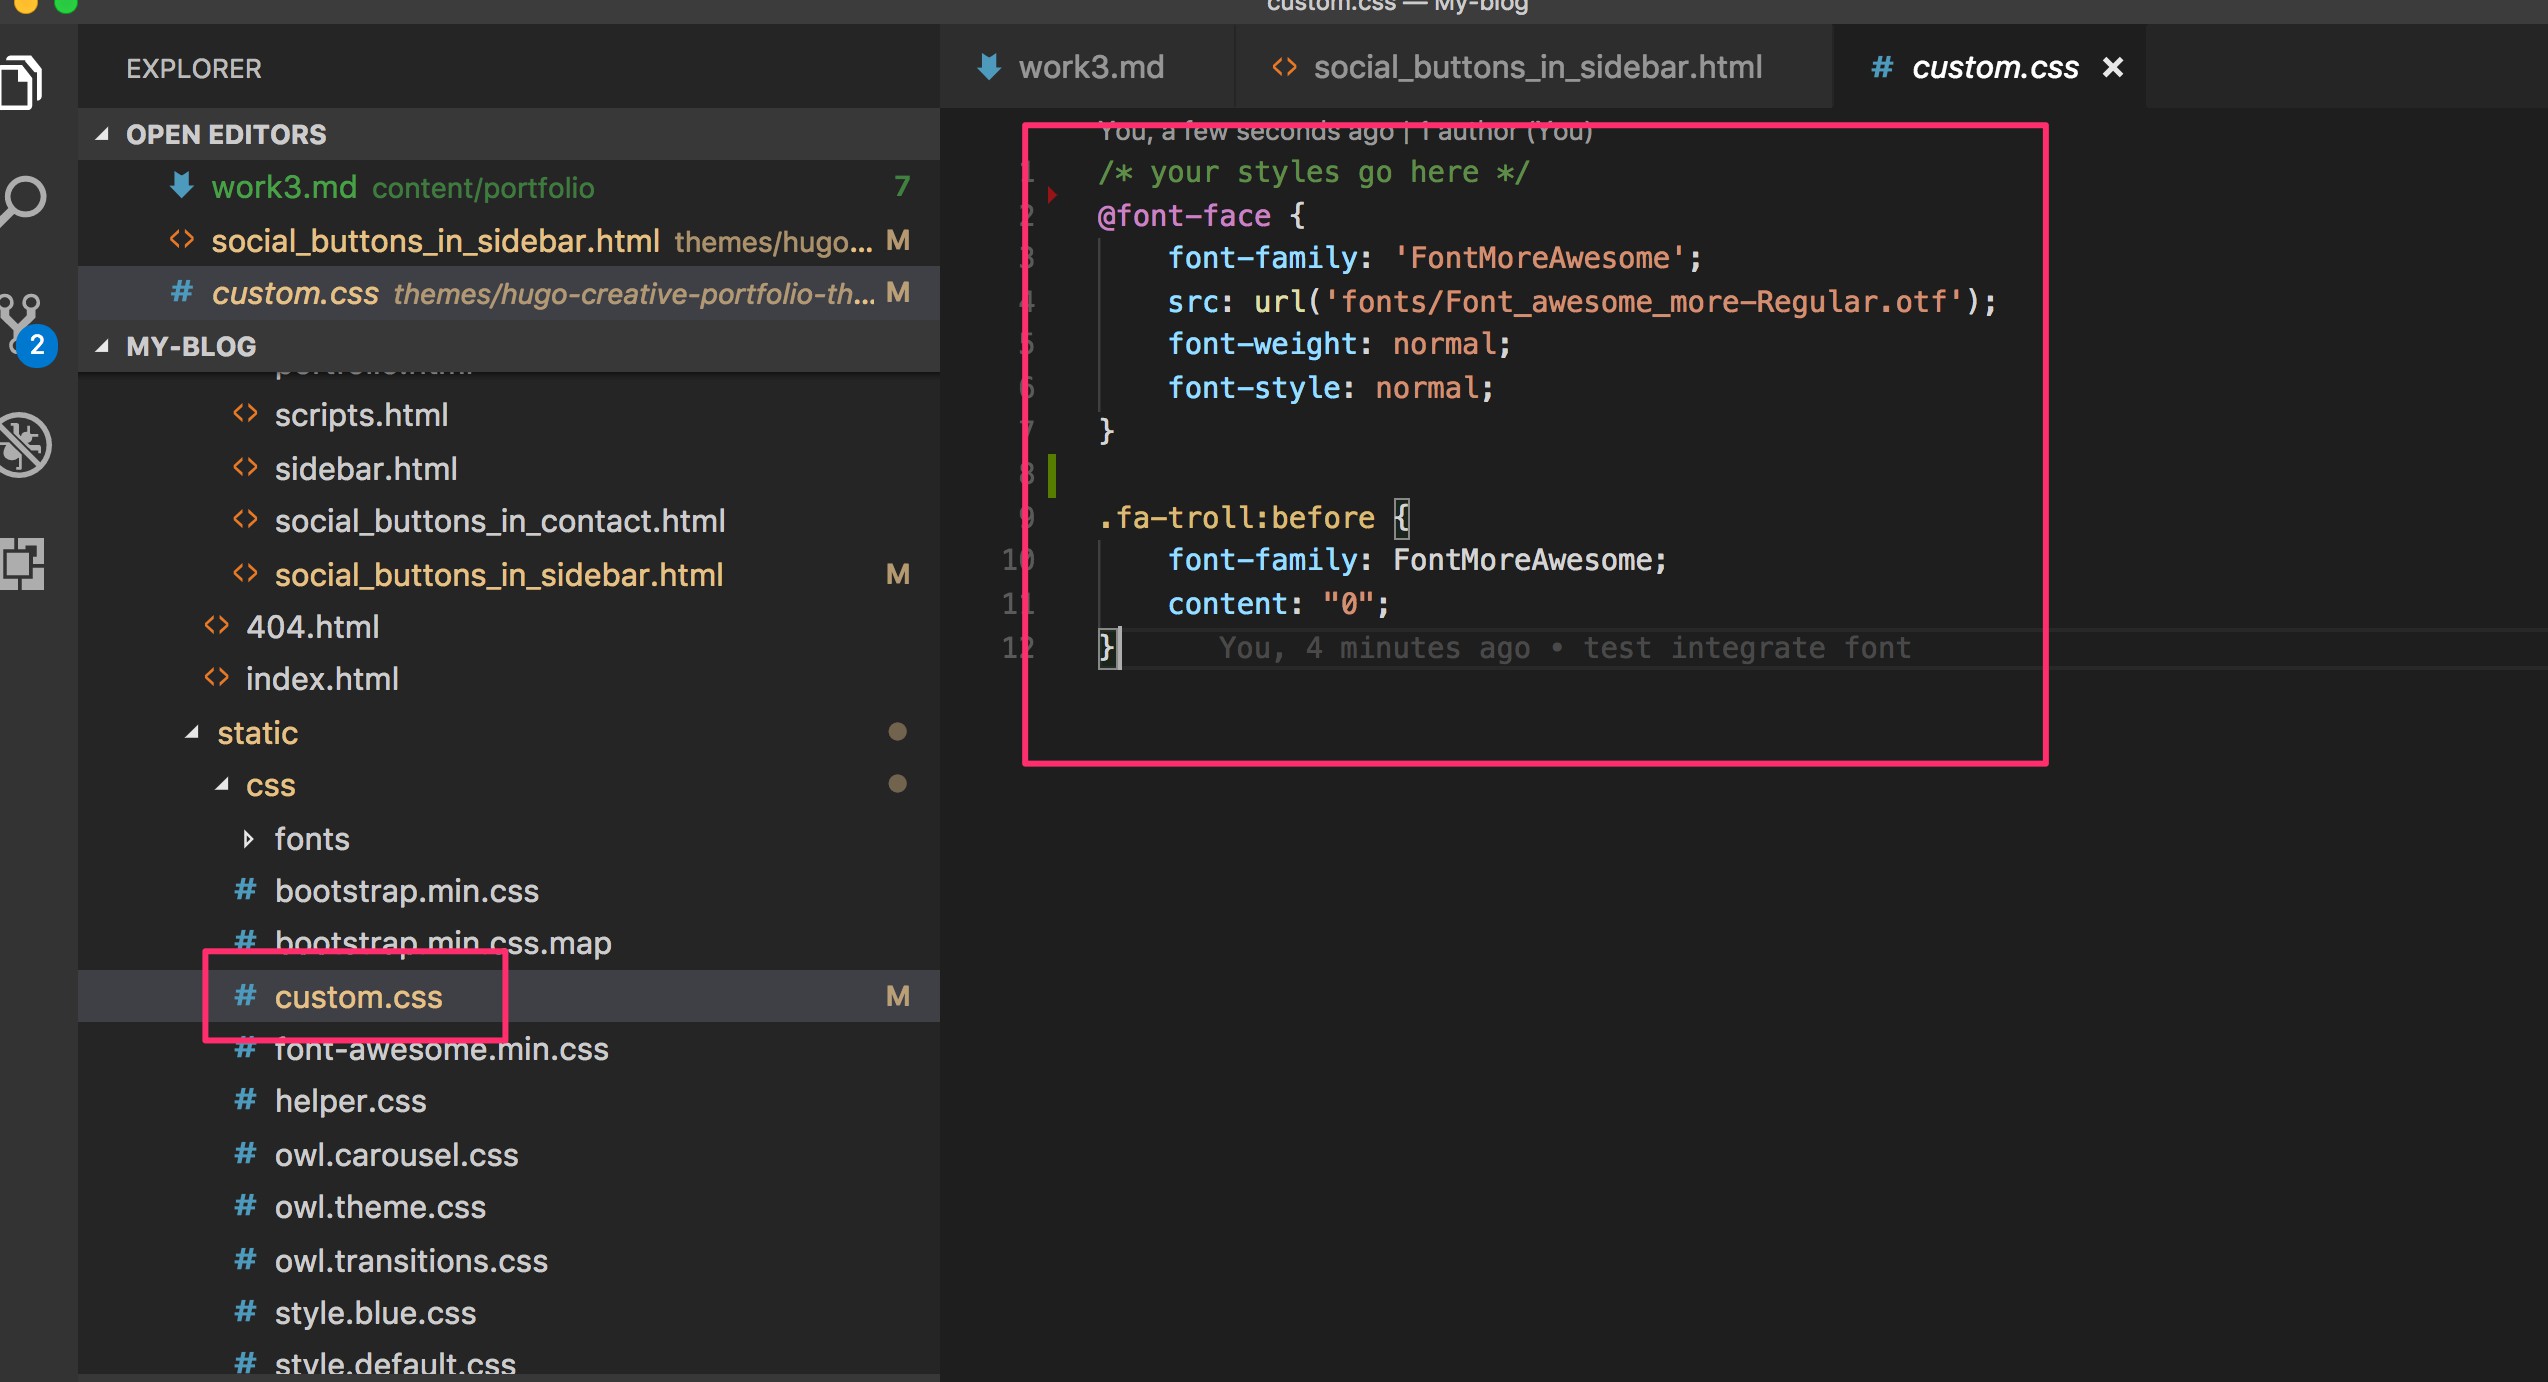 custom.css — My-blog
EXPLORER
OPEN EDITORS
work3.md content/portfolio 7
social_buttons_in_sidebar.html themes/hugo... M
custom.css themes/hugo-creative-portfolio-th... M
MY-BLOG
portfolio.html
scripts.html
sidebar.html
social_buttons_in_contact.html
social_buttons_in_sidebar.html M
404.html
index.html
static
css
fonts
bootstrap.min.css
bootstrap.min.css.map
custom.css M
font-awesome.min.css
helper.css
owl.carousel.css
owl.theme.css
owl.transitions.css
style.blue.css
style.default.css
2
work3.md
social_buttons_in_sidebar.html
custom.css
You, a few seconds ago | 1 author (You)
1 /* your styles go here */
2 @font-face {
3 font-family: 'FontMoreAwesome';
4 src: url('fonts/Font_awesome_more-Regular.otf');
5 font-weight: normal;
6 font-style: normal;
7 }
8
9 .fa-troll:before {
10 font-family: FontMoreAwesome;
11 content: "0";
12 } You, 4 minutes ago • test integrate font